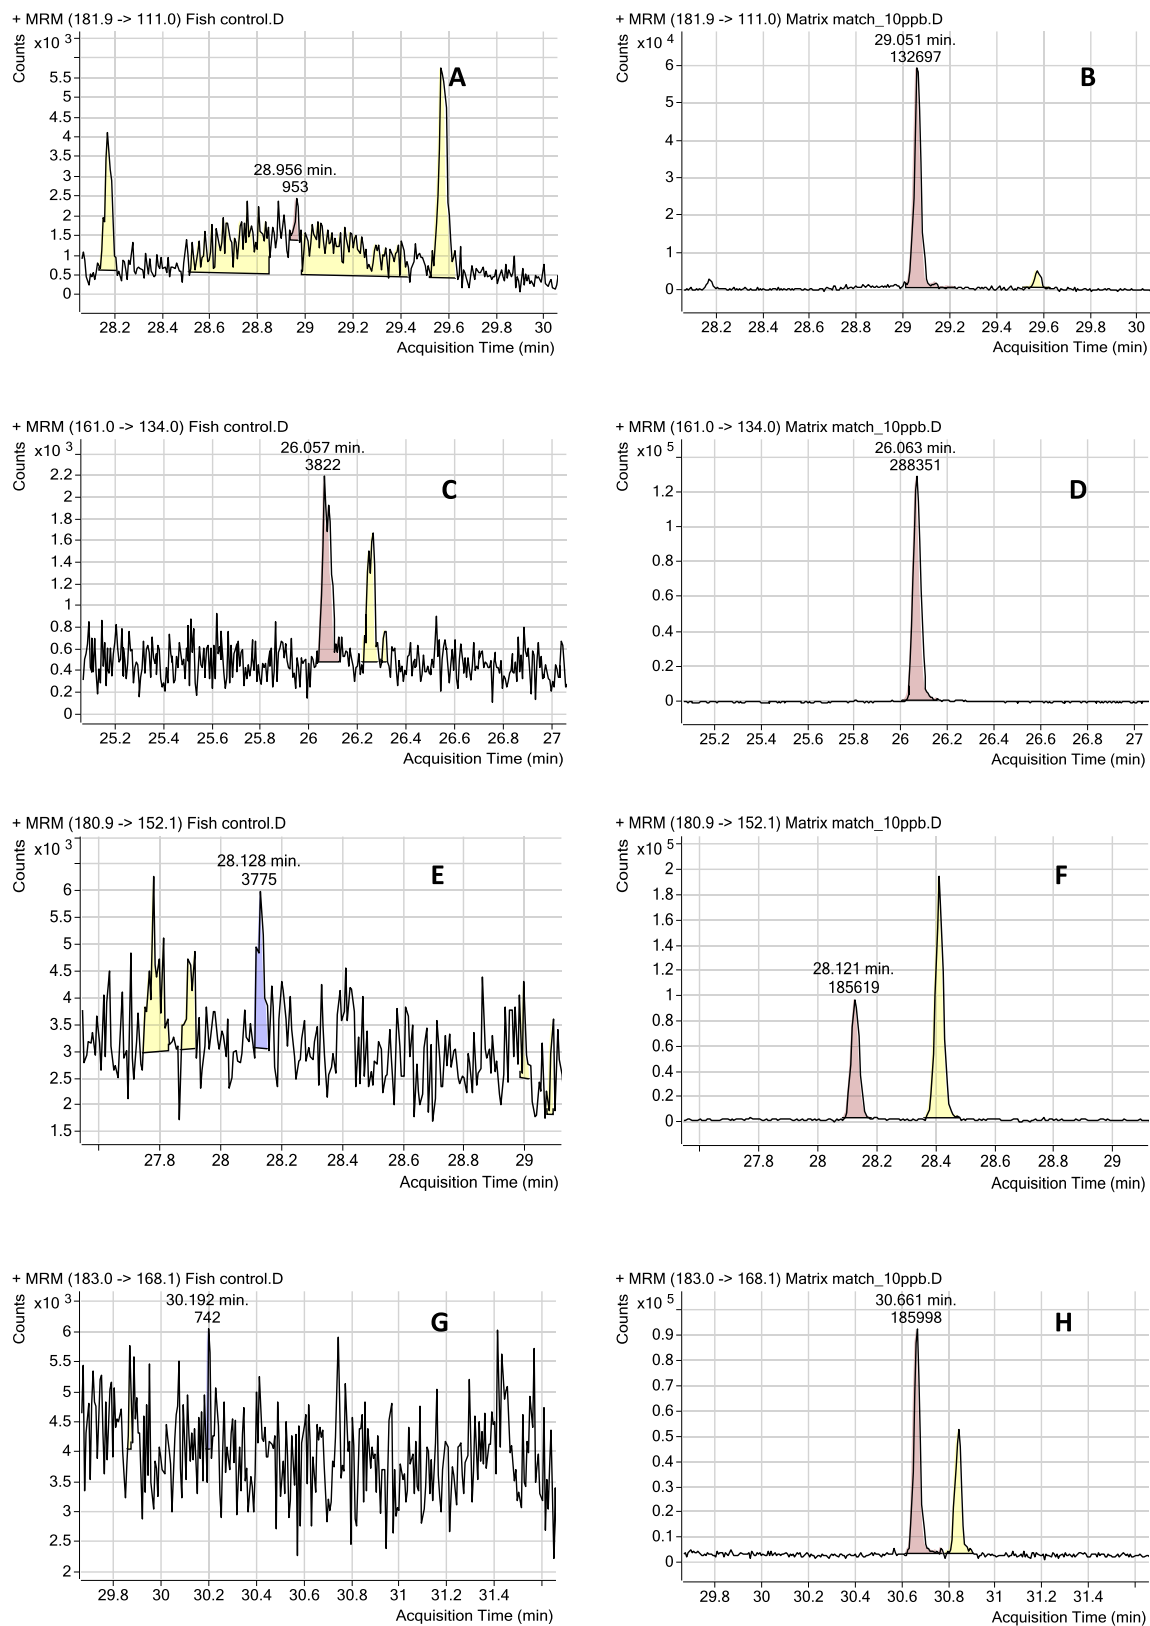 + MRM (181.9 -> 111.0) Fish control.D
Counts
x10 3
28.956 min.
953
A
5.5
5
4.5
4
3.5
3
2.5
2
1.5
1
0.5
0
28.2 28.4 28.6 28.8 29 29.2 29.4 29.6 29.8 30
Acquisition Time (min)
+ MRM (181.9 -> 111.0) Matrix match_10ppb.D
Counts
x10 4
29.051 min.
132697
B
6
5
4
3
2
1
0
28.2 28.4 28.6 28.8 29 29.2 29.4 29.6 29.8 30
Acquisition Time (min)
+ MRM (161.0 -> 134.0) Fish control.D
Counts
x10 3
26.057 min.
3822
C
2.2
2
1.8
1.6
1.4
1.2
1
0.8
0.6
0.4
0.2
0
25.2 25.4 25.6 25.8 26 26.2 26.4 26.6 26.8 27
Acquisition Time (min)
+ MRM (161.0 -> 134.0) Matrix match_10ppb.D
Counts
x10 5
26.063 min.
288351
D
1.2
1
0.8
0.6
0.4
0.2
0
25.2 25.4 25.6 25.8 26 26.2 26.4 26.6 26.8 27
Acquisition Time (min)
+ MRM (180.9 -> 152.1) Fish control.D
Counts
x10 3
28.128 min.
3775
E
6
5
5
4.5
4
3.5
3
2.5
2
1.5
27.8 28 28.2 28.4 28.6 28.8 29
Acquisition Time (min)
+ MRM (180.9 -> 152.1) Matrix match_10ppb.D
Counts
x10 5
28.121 min.
185619
F
2
1.8
1.6
1.4
1.2
1
0.8
0.6
0.4
0.2
0
27.8 28 28.2 28.4 28.6 28.8 29
Acquisition Time (min)
+ MRM (183.0 -> 168.1) Fish control.D
Counts
x10 3
30.192 min.
742
G
6
5.5
5
4.5
4
3.5
3
2.5
2
29.8 30 30.2 30.4 30.6 30.8 31 31.2 31.4
Acquisition Time (min)
+ MRM (183.0 -> 168.1) Matrix match_10ppb.D
Counts
x10 5
30.661 min.
185998
H
0.9
0.8
0.7
0.6
0.5
0.4
0.3
0.2
0.1
0
29.8 30 30.2 30.4 30.6 30.8 31 31.2 31.4
Acquisition Time (min)